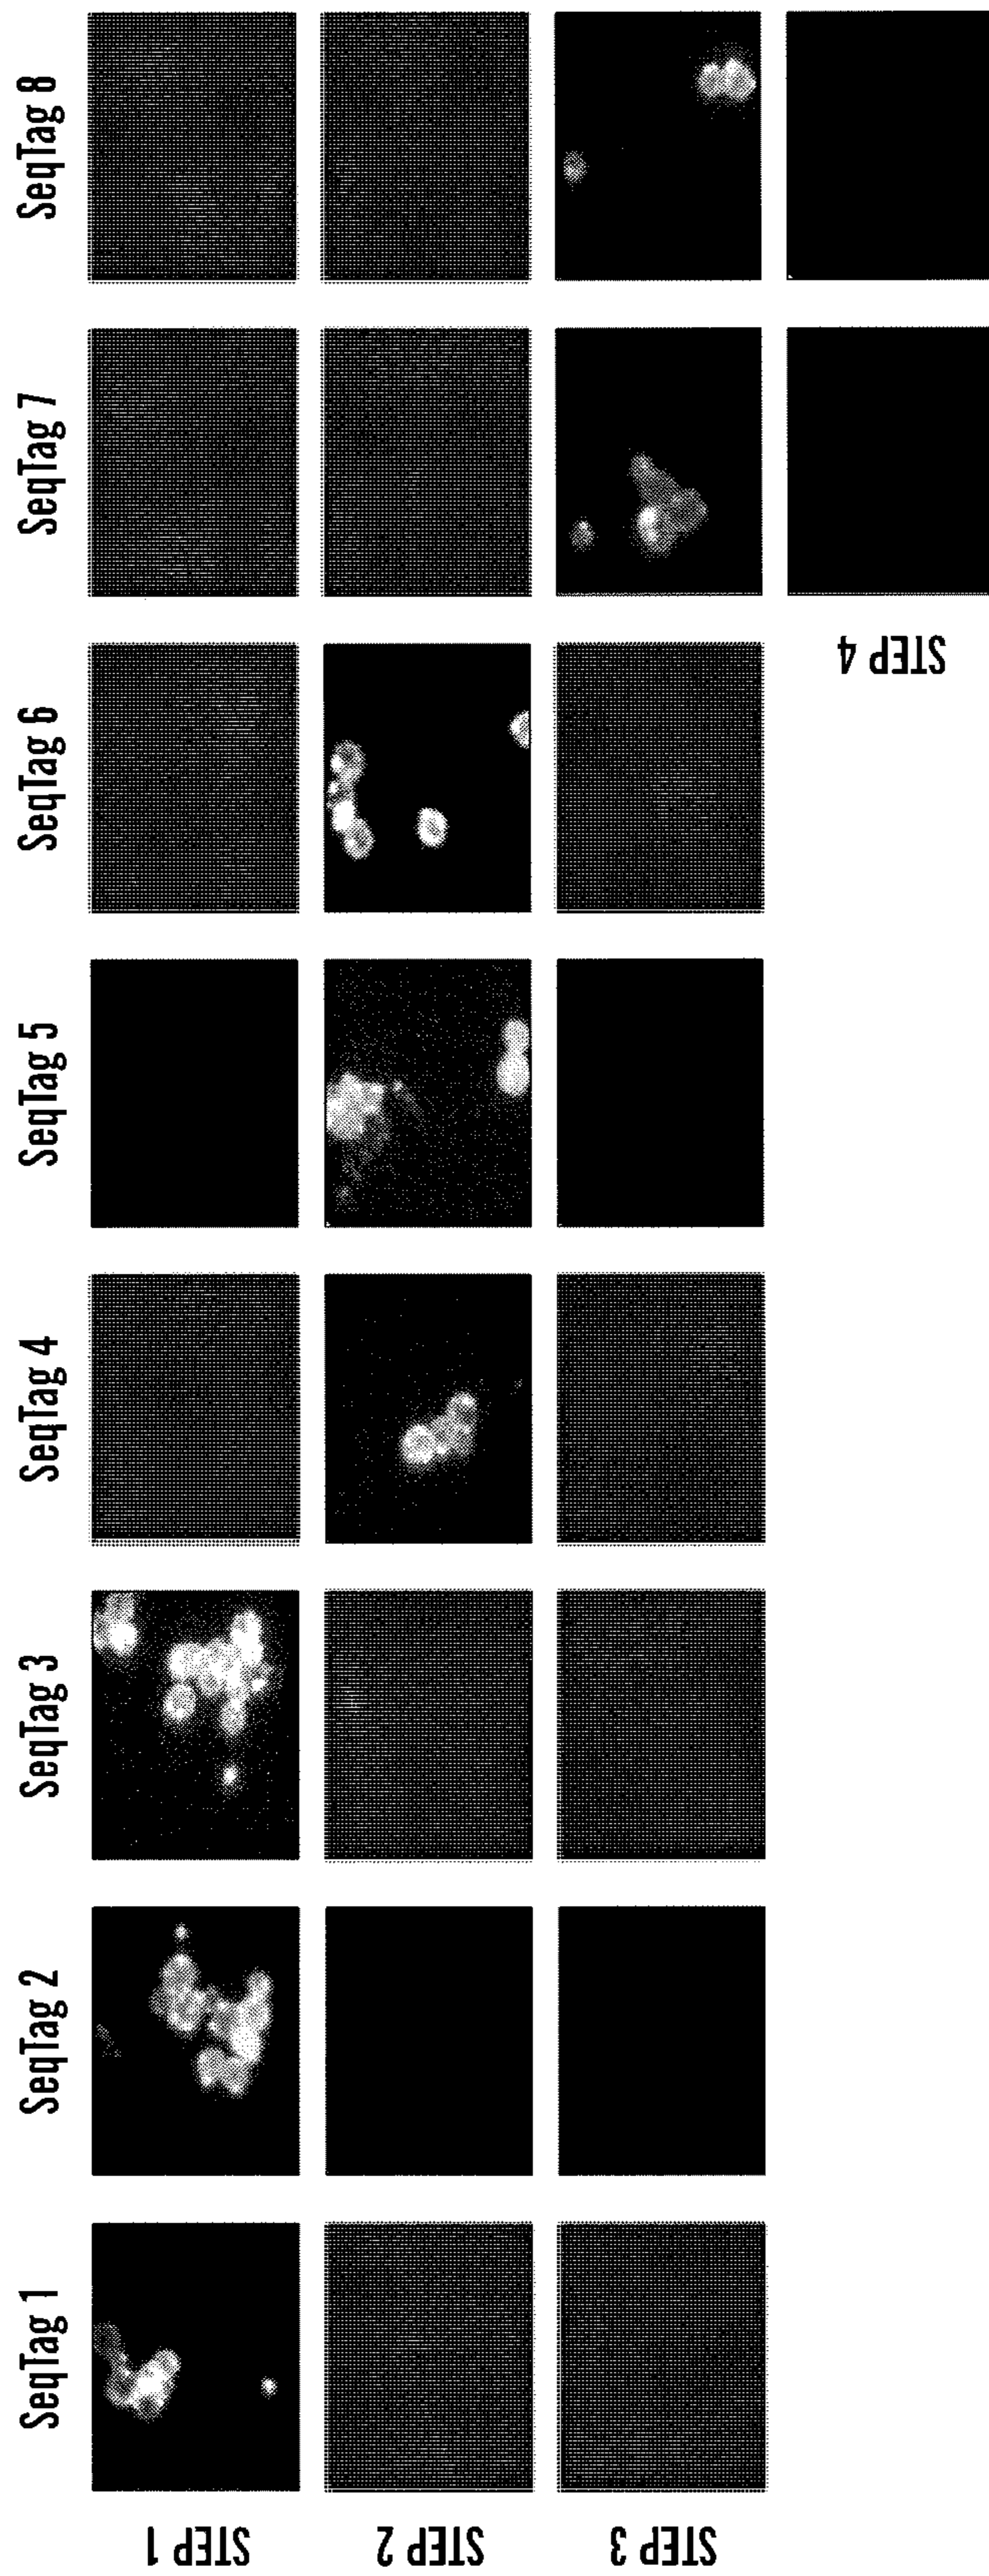 SeqTag 1
SeqTag 2
SeqTag 3
SeqTag 4
SeqTag 5
SeqTag 6
SeqTag 7
SeqTag 8
STEP 1
STEP 2
STEP 3
STEP 4